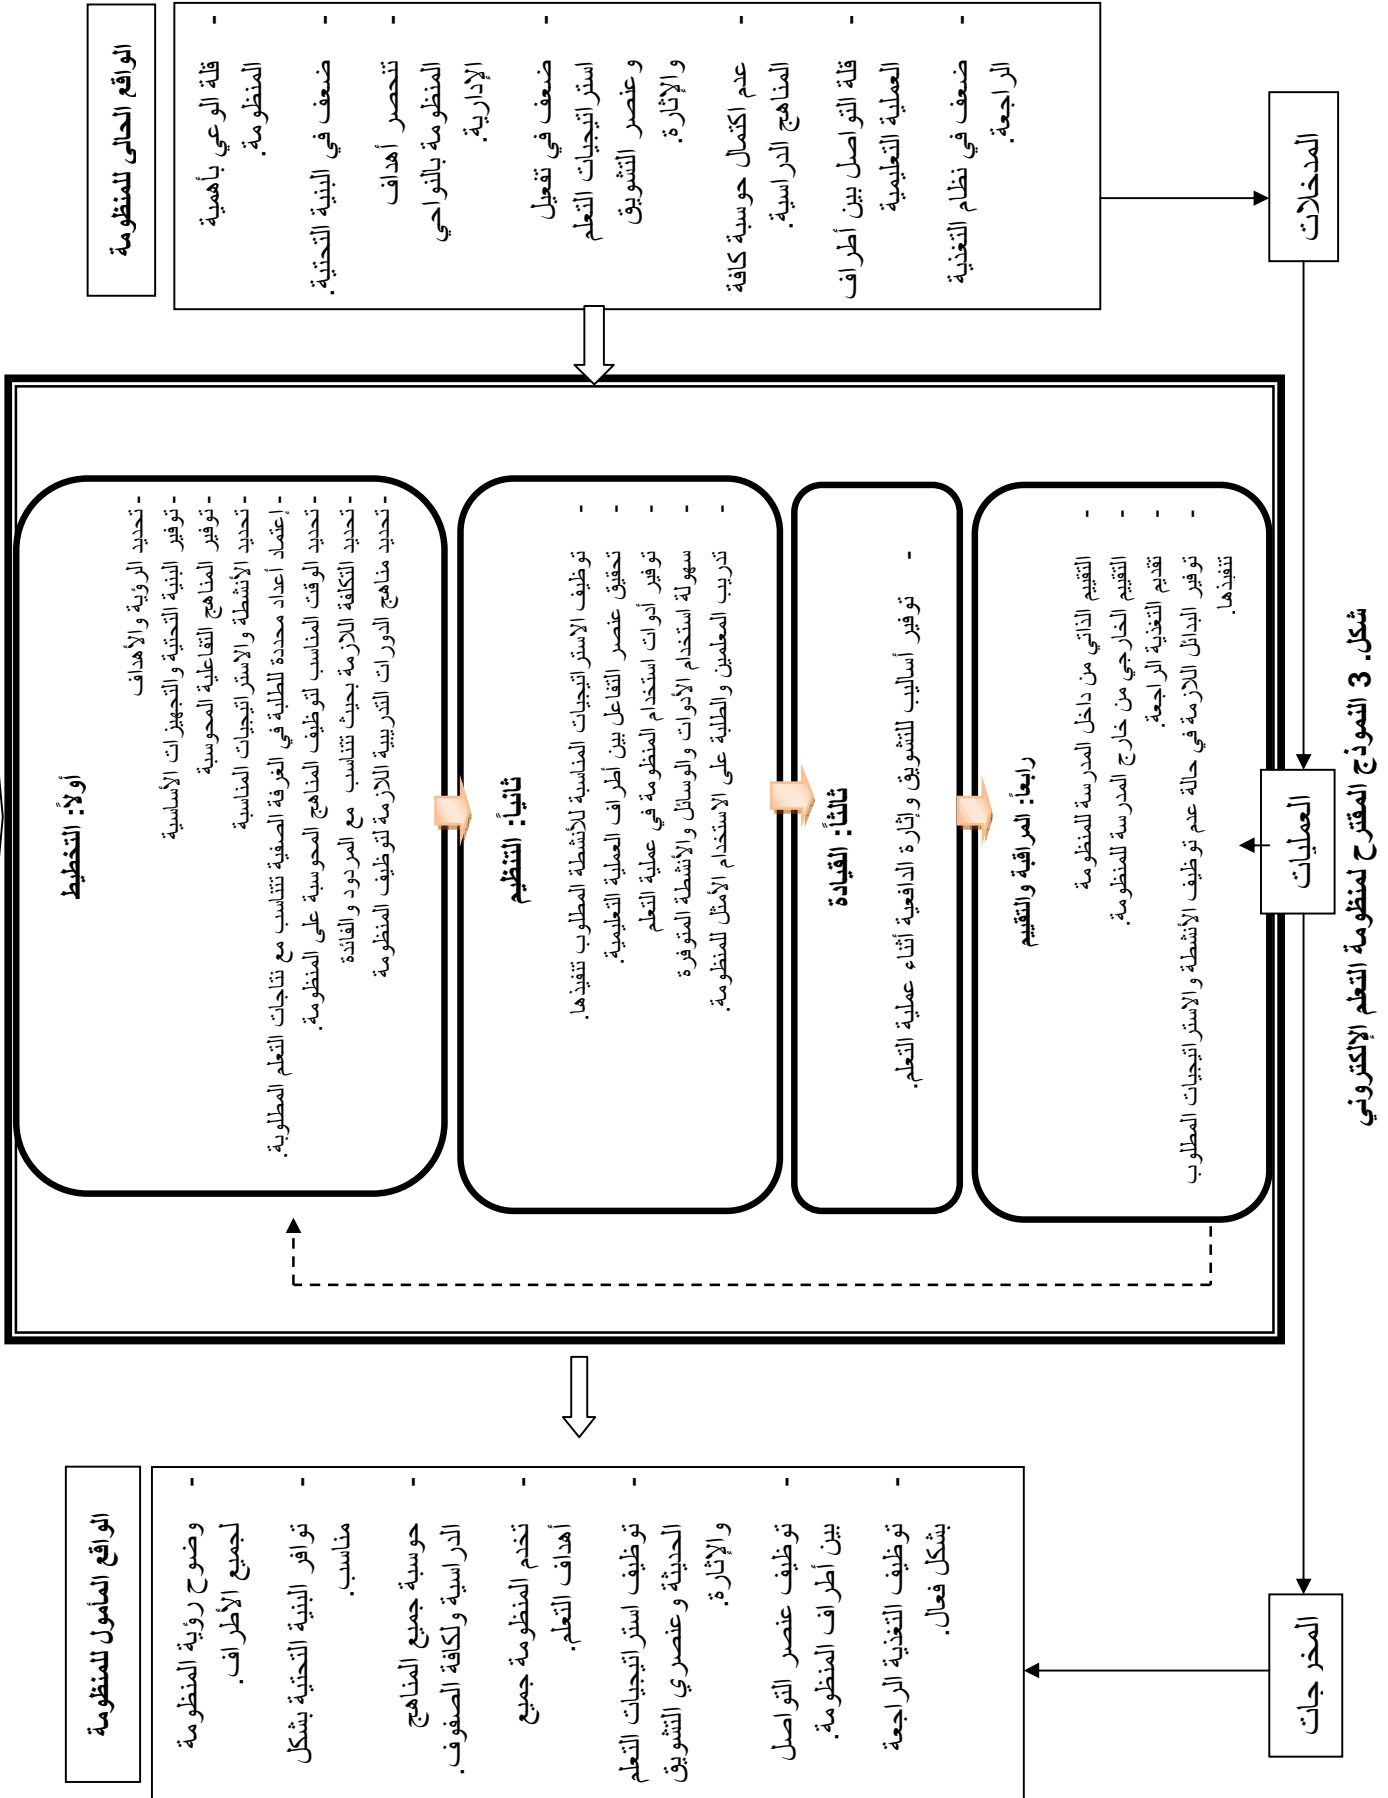 الواقع الحالي للمنظومة
- قلة الوعي بأهمية
المنظومة.
- ضعف في البنية التحتية.
- تنحصر أهداف
المنظومة بالنواحي
الإدارية.
- ضعف في تفعيل
استراتيجيات التعلم
وعنصر التشويق
والإثارة.
- عدم اكتمال حوسبة كافة
المناهج الدراسية.
- قلة التواصل بين أطراف
العملية التعليمية
- ضعف في نظام التغذية
الراجعة.
المدخلات
أولاً: التخطيط
- تحديد الرؤية والأهداف
- توفير البنية التحتية والتجهيزات الأساسية
- توفير المناهج التفاعلية المحوسبة
- تحديد الأنشطة والاستراتيجيات المناسبة
- إعتماد أعداد محددة للطلبة في الغرفة الصفية تتناسب مع نتاجات التعلم المطلوبة.
- تحديد الوقت المناسب لتوظيف المناهج المحوسبة على المنظومة.
- تحديد التكلفة اللازمة بحيث تتناسب مع المردود والفائدة
- تحديد مناهج الدورات التدريبية اللازمة لتوظيف المنظومة
ثانياً: التنظيم
- توظيف الاستراتيجيات المناسبة للأنشطة المطلوب تنفيذها.
- تحقيق عنصر التفاعل بين أطراف العملية التعليمية.
- توفير أدوات استخدام المنظومة في عملية التعلم
- سهولة استخدام الأدوات والوسائل والأنشطة المتوفرة
- تدريب المعلمين والطلبة على الاستخدام الأمثل للمنظومة.
ثالثاً: القيادة
- توفير أساليب للتشويق وإثارة الدافعية أثناء عملية التعلم.
رابعاً: المراقبة والتقييم
- التقييم الذاتي من داخل المدرسة للمنظومة
- التقييم الخارجي من خارج المدرسة للمنظومة.
- تقديم التغذية الراجعة.
- توفير البدائل اللازمة في حالة عدم توظيف الأنشطة والاستراتيجيات المطلوب
تنفيذها.
العمليات
الواقع المأمول للمنظومة
- وضوح رؤية المنظومة
لجميع الأطراف.
- توافر البنية التحتية بشكل
مناسب.
- حوسبة جميع المناهج
الدراسية ولكافة الصفوف.
- تخدم المنظومة جميع
أهداف التعلم.
- توظيف استراتيجيات التعلم
الحديثة وعنصري التشويق
والإثارة.
- توظيف عنصر التواصل
بين أطراف المنظومة.
- توظيف التغذية الراجعة
بشكل فعال.
المخرجات
شكل. 3 النموذج المقترح لمنظومة التعلم الإلكتروني